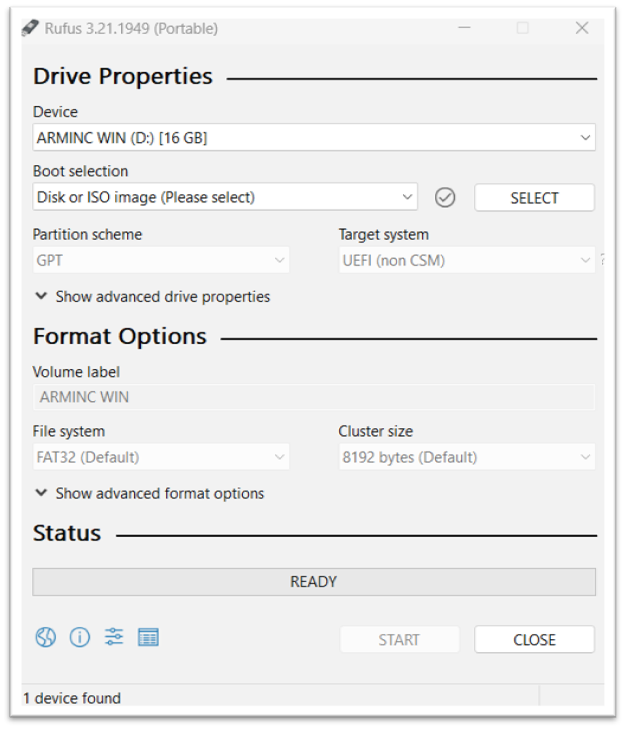 Rufus 3.21.1949 (Portable)
Drive Properties
Device
ARMINC WIN (D:) [16 GB]
Boot selection
Disk or ISO image (Please select)
SELECT
Partition scheme
Target system
GPT
UEFI (non CSM)
?
Show advanced drive properties
Format Options
Volume label
ARMINC WIN
File system
Cluster size
FAT32 (Default)
8192 bytes (Default)
Show advanced format options
Status
READY
START
CLOSE
1 device found